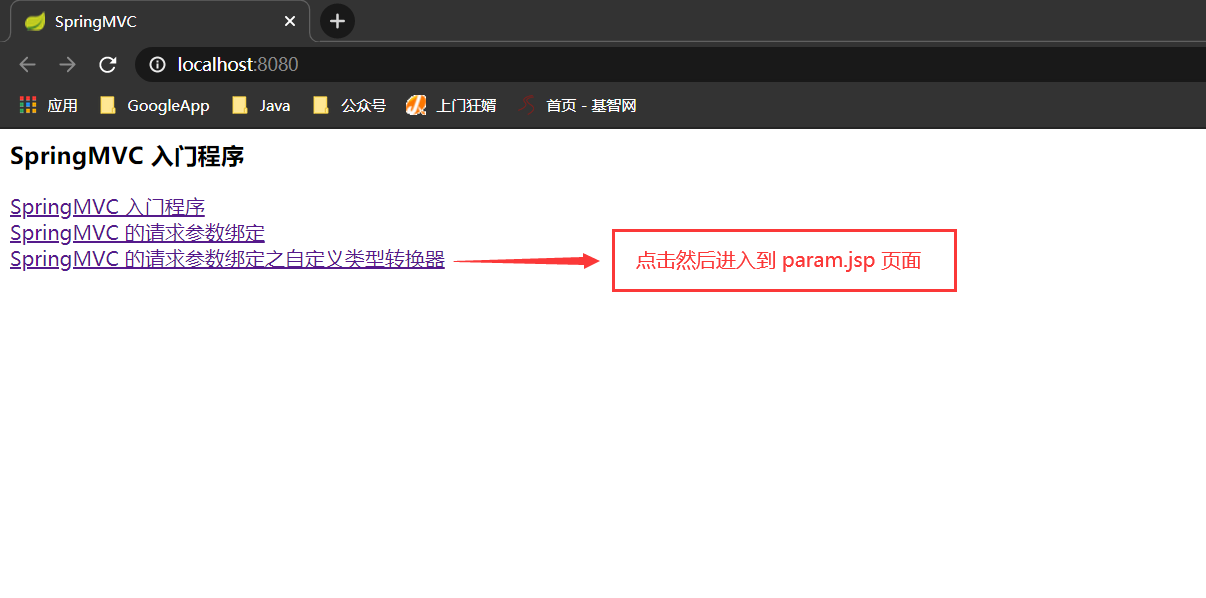 SpringMVC
localhost:8080
应用 GoogleApp Java 公众号 上门狂婿 首页 - 基智网
SpringMVC 入门程序
SpringMVC 入门程序
SpringMVC 的请求参数绑定
SpringMVC 的请求参数绑定之自定义类型转换器
点击然后进入到 param.jsp 页面